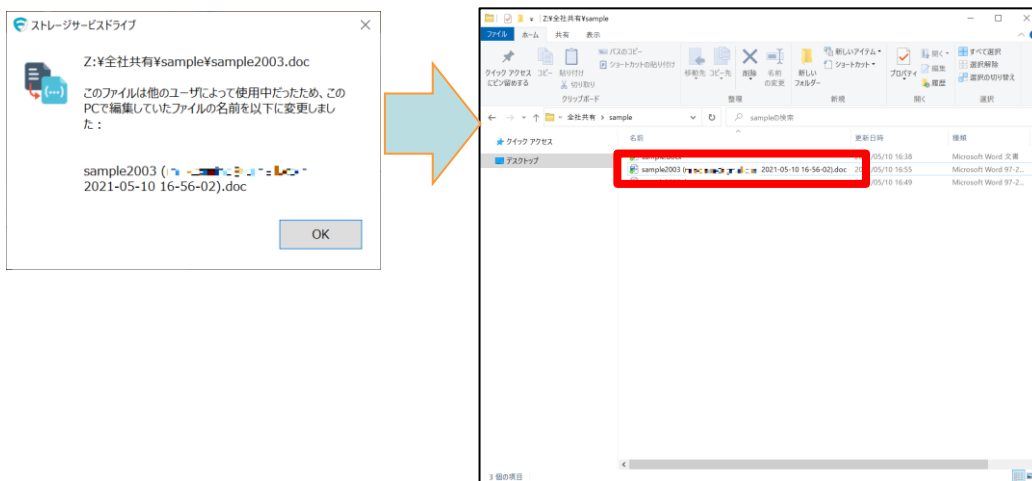 ストレージサービスドライブ
Z:¥全社共有¥sample¥sample2003.doc
このファイルは他のユーザによって使用中だったため、この
PCで編集していたファイルの名前を以下に変更しまし
た：
sample2003 (
2021-05-10 16-56-02).doc
OK
Z:¥全社共有¥sample
ファイル ホーム 共有 表示
クイック アクセス
にピン留めする
コピー
貼り付け
パスのコピー
ショートカットの貼り付け
切り取り
クリップボード
移動先 コピー先 削除 名前
の変更
整理
新しい
フォルダー
新しいアイテム
ショートカット
新規
プロパティ
開く
編集
履歴
開く
すべて選択
選択解除
選択の切り替え
選択
全社共有 › sample
sampleの検索
クイック アクセス
デスクトップ
名前 更新日時 種類
/05/10 16:38 Microsoft Word 文書
sample2003 ( 2021-05-10 16-56-02).doc /05/10 16:55 Microsoft Word 97-2...
/05/10 16:49 Microsoft Word 97-2...
3 個の項目